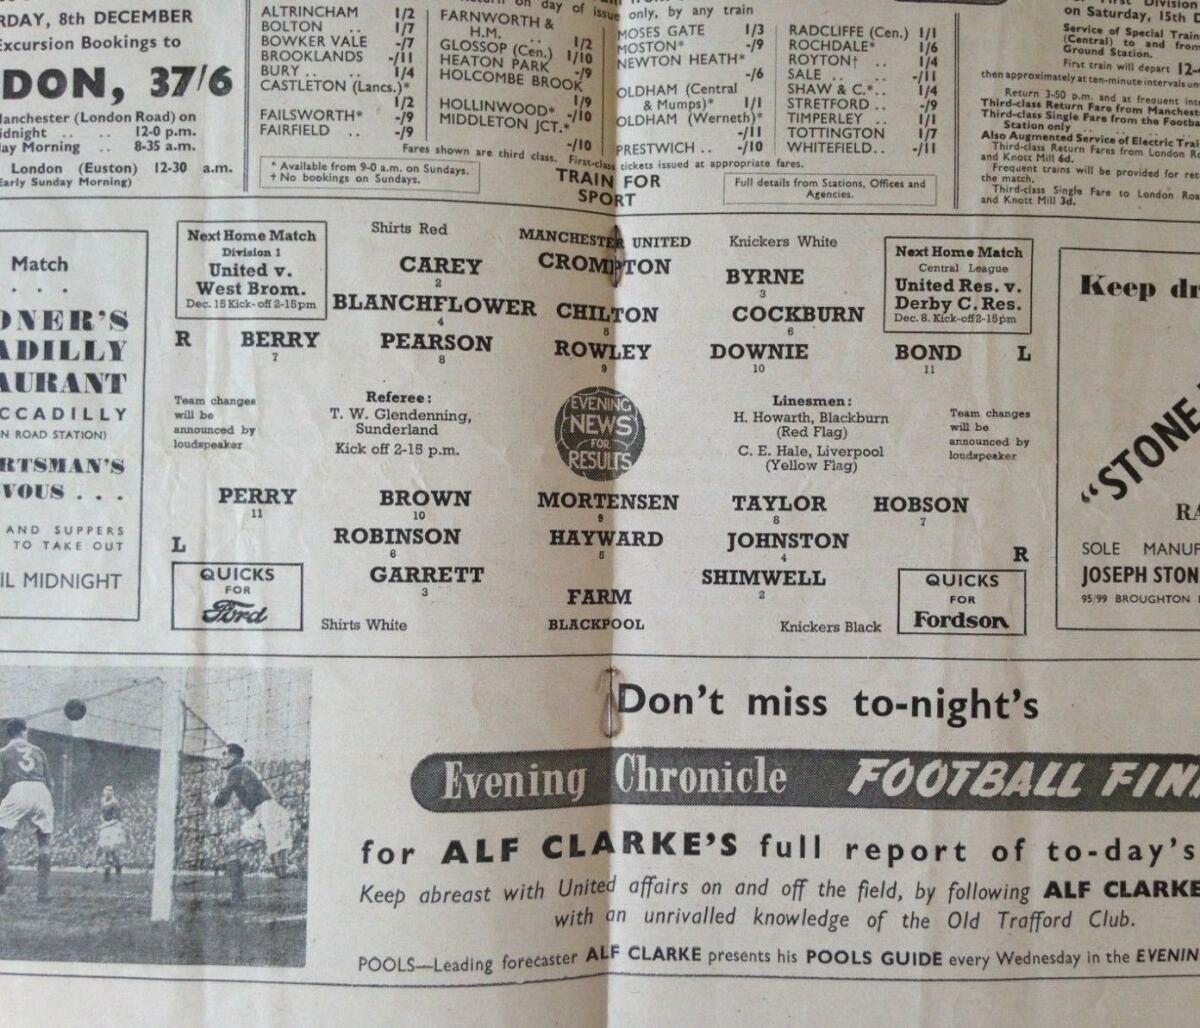 RDAY, 8th DECEMBER
Excursion Bookings to
DON, 37/6
Manchester (London Road) on
idnight .. .. 12-0 p.m.
ay Morning .. 8-35 a.m.
London (Euston) 12-30 a.m.
Early Sunday Morning)
on day of issue only, by any train
ALTRINCHAM 1/2
BOLTON .. 1/7
BOWKER VALE -/7
BROOKLANDS -/11
BURY .. .. 1/4
CASTLETON (Lancs.)*
1/2
FAILSWORTH* -/9
FAIRFIELD .. -/9
FARNWORTH &
H.M. .. 1/2
GLOSSOP (Cen.) 1/10
HEATON PARK -/9
HOLCOMBE BROOK
1/9
HOLLINWOOD* -/10
MIDDLETON JCT.*
-/10
MOSES GATE 1/3
MOSTON* -/9
NEWTON HEATH*
-/6
OLDHAM (Central
& Mumps)* 1/1
OLDHAM (Werneth)*
-/11
PRESTWICH .. -/10
RADCLIFFE (Cen.) 1/1
ROCHDALE* 1/6
ROYTON† .. 1/4
SALE .. .. -/11
SHAW & C.*.. 1/4
STRETFORD .. -/9
TIMPERLEY .. 1/1
TOTTINGTON 1/7
WHITEFIELD.. -/11
Fares shown are third class. First-class tickets issued at appropriate fares.
* Available from 9-0 a.m. on Sundays.
† No bookings on Sundays.
TRAIN FOR
SPORT
Full details from Stations, Offices and
Agencies.
First Division
on Saturday, 15th D
Service of Special Train
(Central) to and from
Ground Station.
First train will depart 12-4
then approximately at ten-minute intervals un
Return 3-50 p.m. and at frequent inte
Third-class Return Fare from Manchest
Third-class Single Fare from the Footba
Station only
Also Augmented Service of Electric Trai
Third-class Return Fares from London R
and Knott Mill 6d.
Frequent trains will be provided for ret
the match.
Third-class Single Fare to London Roa
and Knott Mill 3d.
Match
. . .
ONER'S
ADILLY
AURANT
CCADILLY
N ROAD STATION)
RTSMAN'S
VOUS . . .
AND SUPPERS
TO TAKE OUT
IL MIDNIGHT
Next Home Match
Division 1
United v.
West Brom.
Dec. 15 Kick-off 2-15pm
Shirts Red
MANCHESTER UNITED
Knickers White
Next Home Match
Central League
United Res. v.
Derby C. Res.
Dec. 8. Kick-off 2-15pm
CROMPTON
CAREY
2
BYRNE
3
BLANCHFLOWER
4
CHILTON
5
COCKBURN
6
R
BERRY
7
PEARSON
8
ROWLEY
9
DOWNIE
10
BOND
11
L
Team changes
will be
announced by
loudspeaker
Referee:
T. W. Glendenning,
Sunderland
Kick off 2-15 p.m.
EVENING
NEWS
FOR
RESULTS
Linesmen:
H. Howarth, Blackburn
(Red Flag)
C. E. Hale, Liverpool
(Yellow Flag)
Team changes
will be
announced by
loudspeaker
PERRY
11
BROWN
10
MORTENSEN
9
TAYLOR
8
HOBSON
7
L
ROBINSON
6
HAYWARD
5
JOHNSTON
4
R
GARRETT
3
SHIMWELL
2
FARM
BLACKPOOL
QUICKS
FOR
Ford
Shirts White
Knickers Black
QUICKS
FOR
Fordson
Keep dr
"STONE
RA
SOLE MANUF
JOSEPH STON
95/99 BROUGHTON
3
Don't miss to-night's
Evening Chronicle FOOTBALL FIN
for ALF CLARKE'S full report of to-day's
Keep abreast with United affairs on and off the field, by following ALF CLARKE
with an unrivalled knowledge of the Old Trafford Club.
POOLS—Leading forecaster ALF CLARKE presents his POOLS GUIDE every Wednesday in the EVENIN